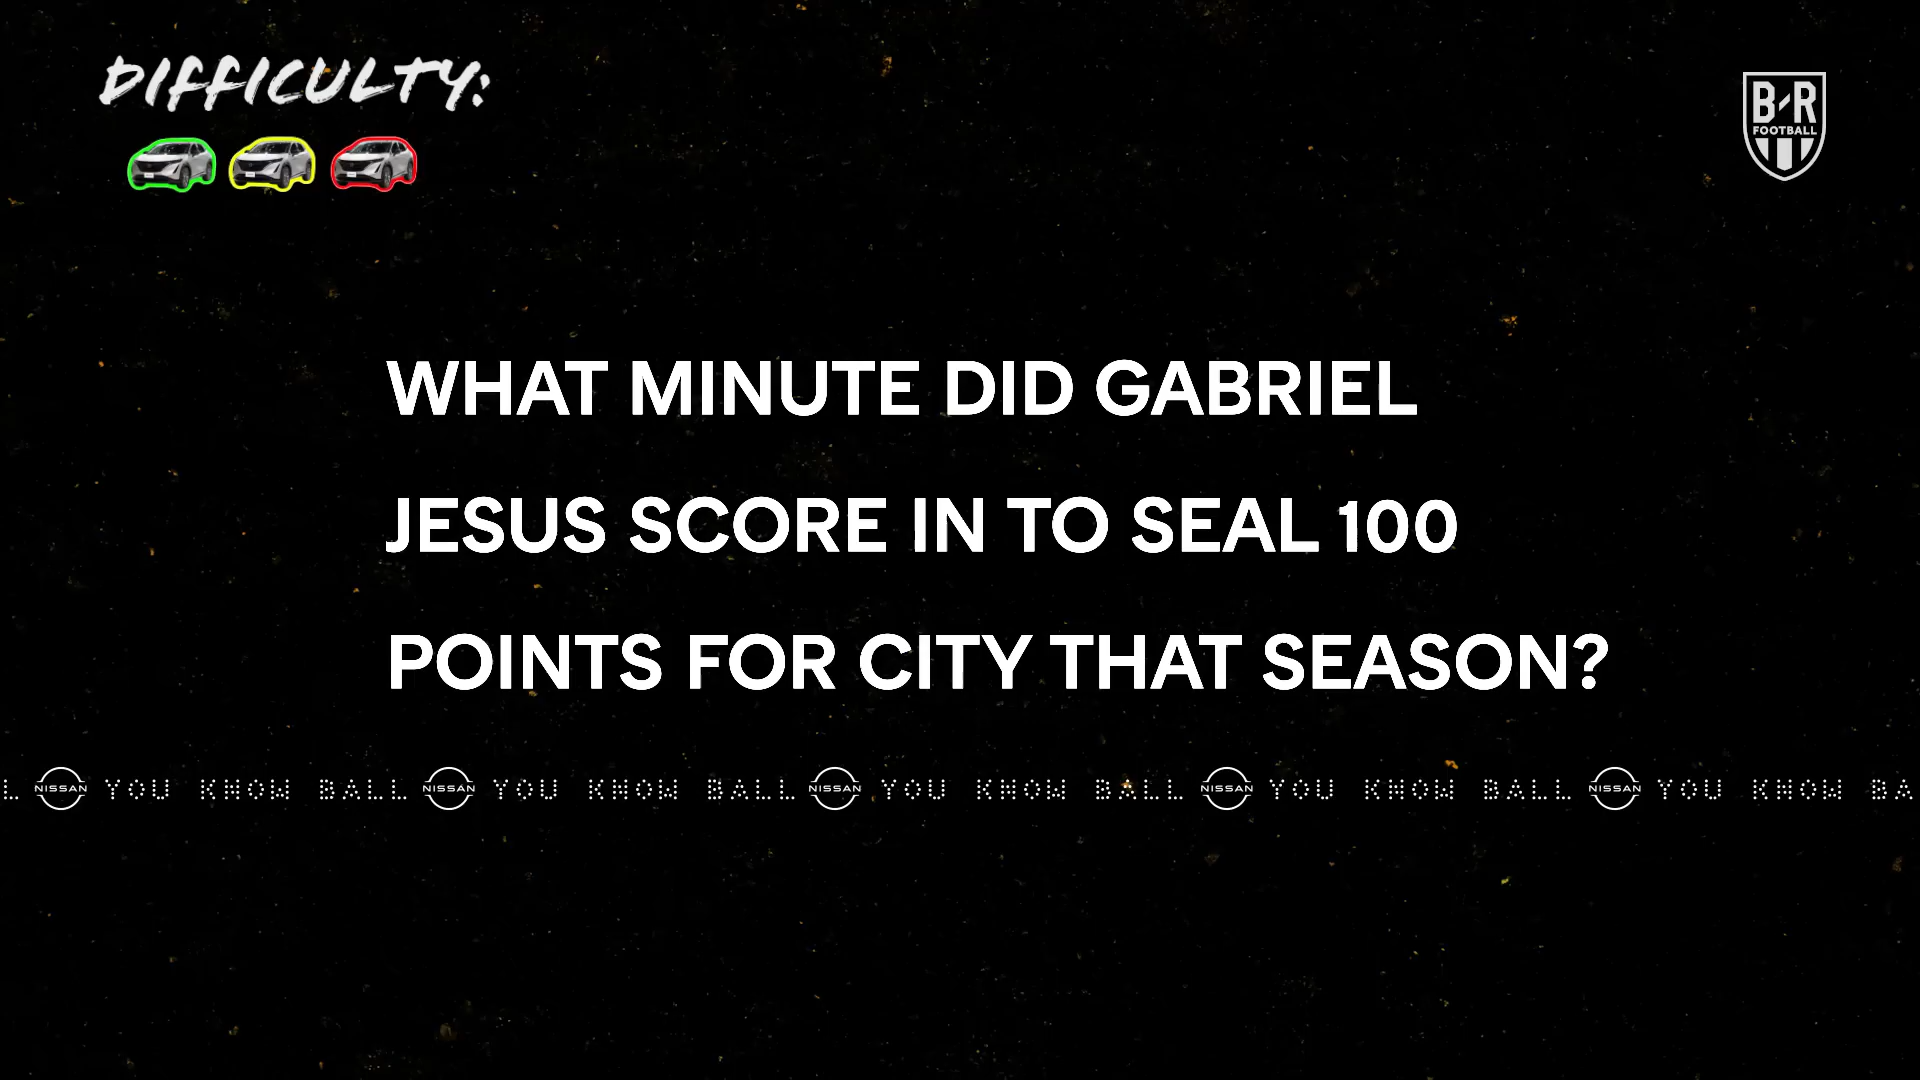 DIFFICULTY:
B/R
FOOTBALL
WHAT MINUTE DID GABRIEL
JESUS SCORE IN TO SEAL 100
POINTS FOR CITY THAT SEASON?
L NISSAN YOU KNOW BALL NISSAN YOU KNOW BALL NISSAN YOU KNOW BALL NISSAN YOU KNOW BALL NISSAN YOU KNOW BA